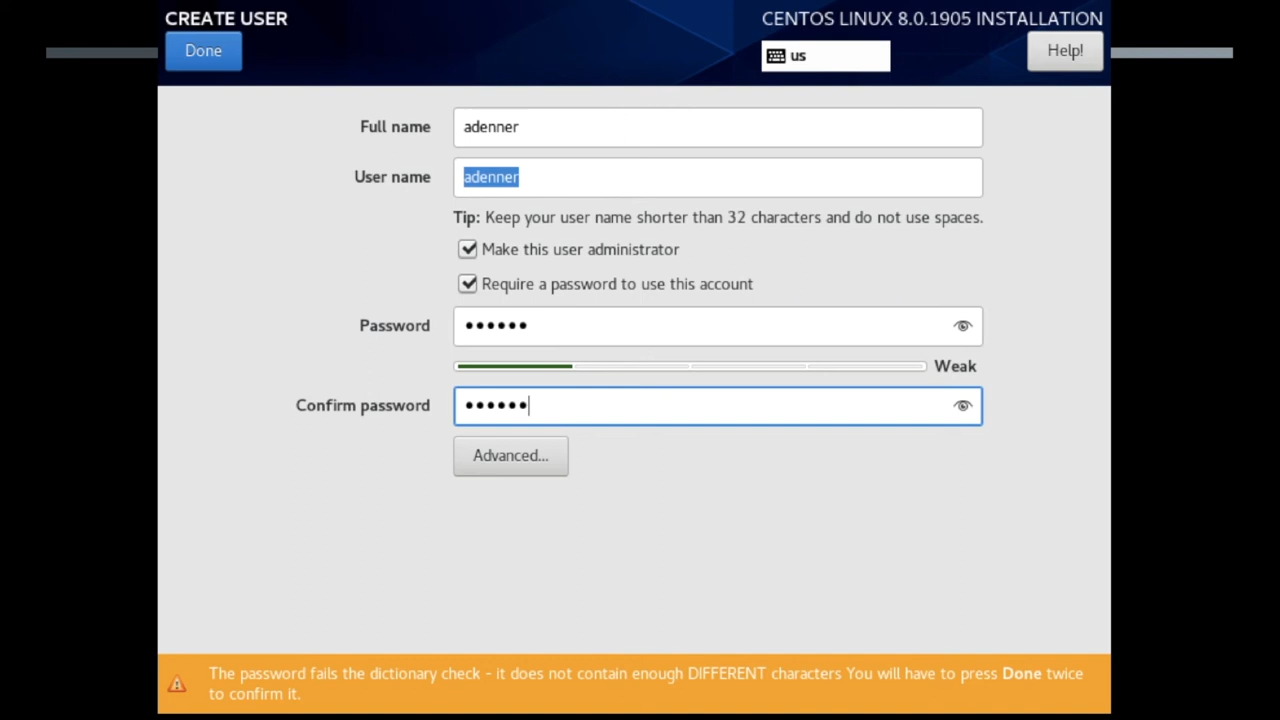 CREATE USER
CENTOS LINUX 8.0.1905 INSTALLATION
Done
us
Help!
Full name
adenner
User name
adenner
Tip: Keep your user name shorter than 32 characters and do not use spaces.
Make this user administrator
Require a password to use this account
Password
●●●●●●
Weak
Confirm password
●●●●●●
Advanced...
The password fails the dictionary check - it does not contain enough DIFFERENT characters You will have to press Done twice
to confirm it.